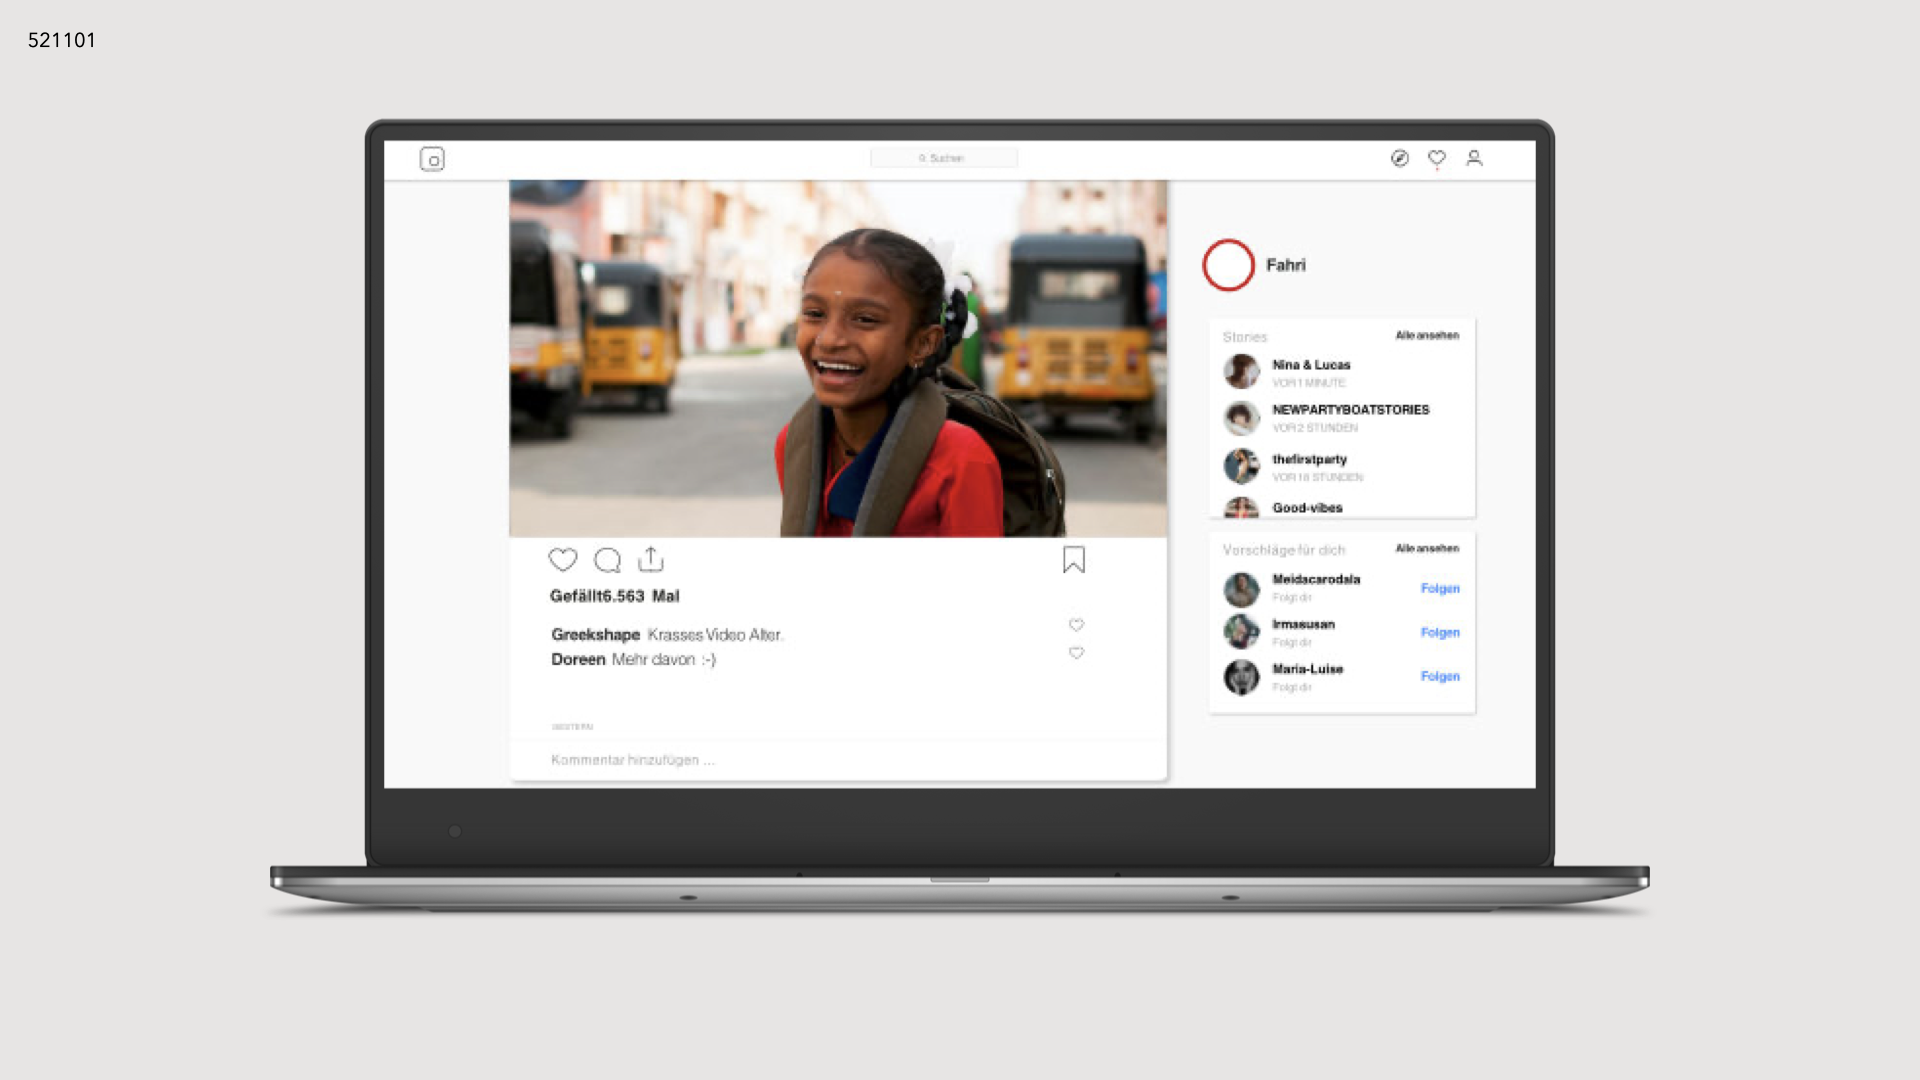 521101
Suchen
Fahri
Stories Alle ansehen
Nina & Lucas
VOR 1 MINUTE
NEWPARTYBOATSTORIES
VOR 2 STUNDEN
thefirstparty
VOR 18 STUNDEN
Good-vibes
Vorschläge für dich Alle ansehen
Meidacarodala Folgen
Folgt dir
Irmasusan Folgen
Folgt dir
Maria-Luise Folgen
Folgt dir
Gefällt6.563 Mal
Greekshape Krasses Video Alter.
Doreen Mehr davon :-)
GESTERN
Kommentar hinzufügen ...